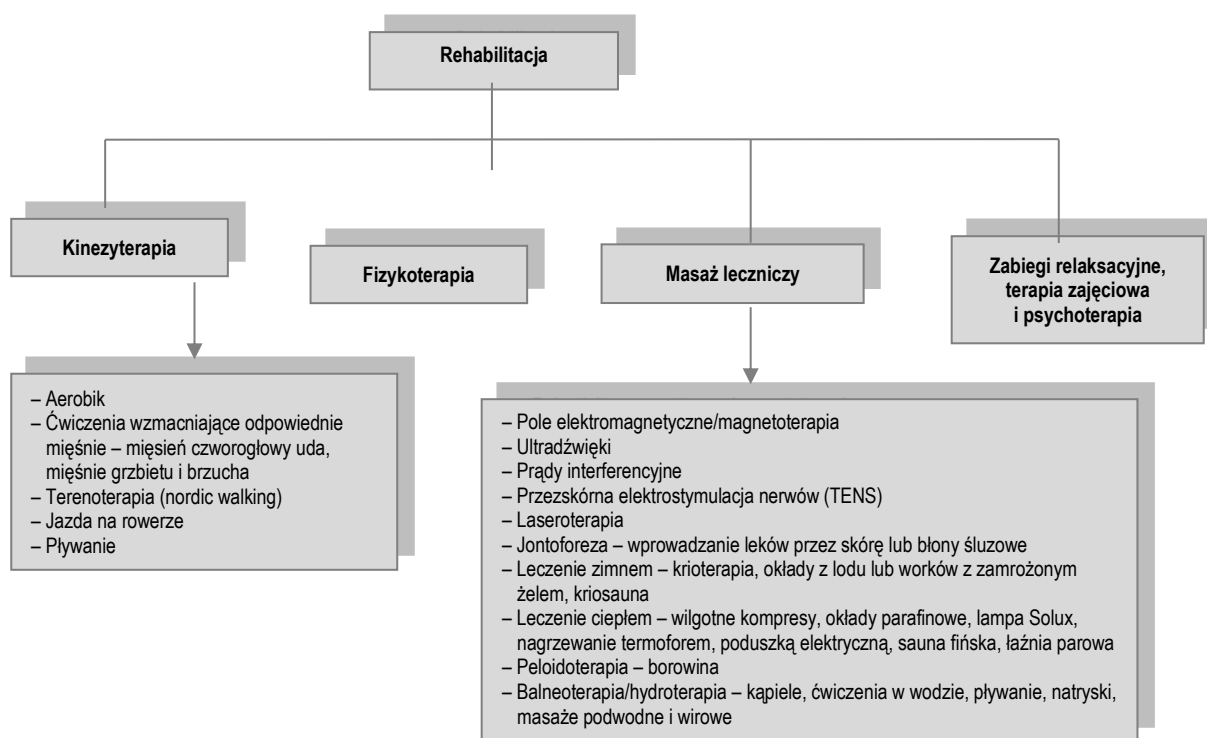 Rehabilitacja
Kinezyterapia
Fizykoterapia
Masaż leczniczy
Zabiegi relaksacyjne,
terapia zajęciowa
i psychoterapia
– Aerobik
– Ćwiczenia wzmacniające odpowiednie
mięśnie – mięsień czworogłowy uda,
mięśnie grzbietu i brzucha
– Terenoterapia (nordic walking)
– Jazda na rowerze
– Pływanie
– Pole elektromagnetyczne/magnetoterapia
– Ultradźwięki
– Prądy interferencyjne
– Przezskórna elektrostymulacja nerwów (TENS)
– Laseroterapia
– Jontoforeza – wprowadzanie leków przez skórę lub błony śluzowe
– Leczenie zimnem – krioterapia, okłady z lodu lub worków z zamrożonym
żelem, kriosauna
– Leczenie ciepłem – wilgotne kompresy, okłady parafinowe, lampa Solux,
nagrzewanie termoforem, poduszką elektryczną, sauna fińska, łaźnia parowa
– Peloidoterapia – borowina
– Balneoterapia/hydroterapia – kąpiele, ćwiczenia w wodzie, pływanie, natryski,
masaże podwodne i wirowe